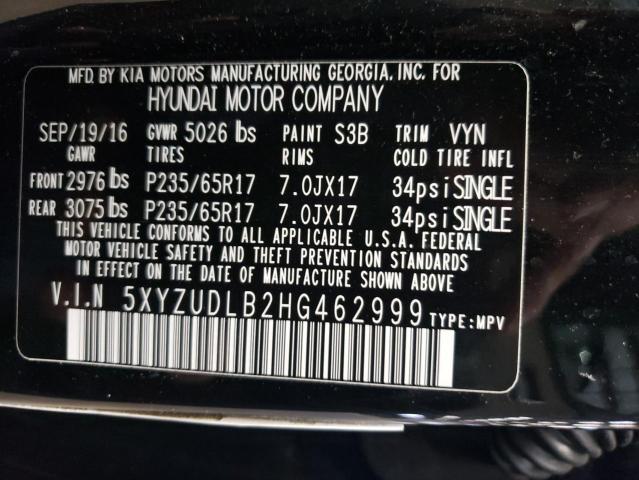 MFD. BY KIA MOTORS MANUFACTURING GEORGIA, INC. FOR
HYUNDAI MOTOR COMPANY
SEP/19/16 GVWR 5026 lbs PAINT S3B TRIM VYN
GAWR TIRES RIMS COLD TIRE INFL
FRONT 2976 lbs P235/65R17 7.0JX17 34psi SINGLE
REAR 3075 lbs P235/65R17 7.0JX17 34psi SINGLE
THIS VEHICLE CONFORMS TO ALL APPLICABLE U.S.A. FEDERAL
MOTOR VEHICLE SAFETY AND THEFT PREVENTION STANDARDS
IN EFFECT ON THE DATE OF MANUFACTURE SHOWN ABOVE
V.I.N 5XYZUDLB2HG462999 TYPE:MPV